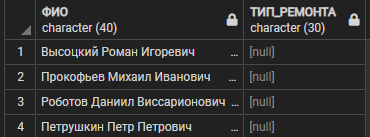 ФИО ТИП_РЕМОНТА
character (40) character (30)
1 Высоцкий Роман Игоревич ... [null]
2 Прокофьев Михаил Иванович ... [null]
3 Роботов Даниил Виссарионович ... [null]
4 Петрушкин Петр Петрович ... [null]